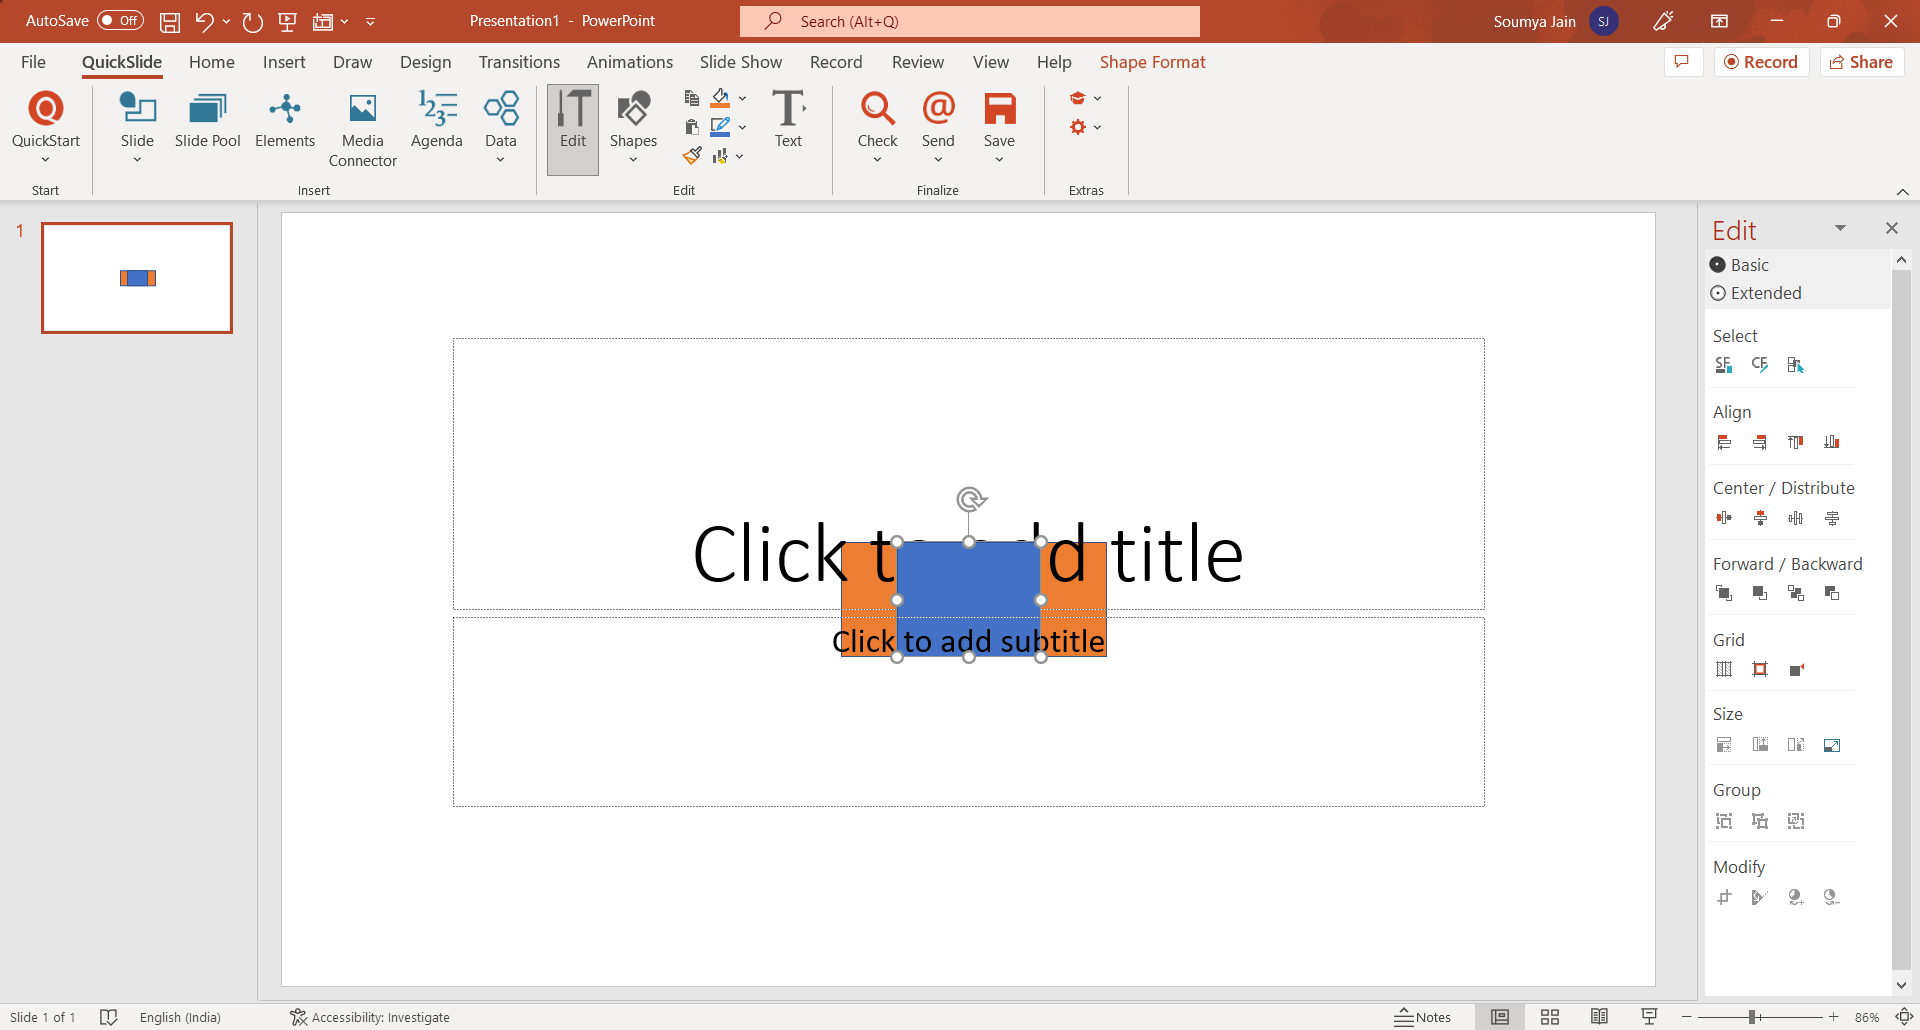 AutoSave Off Presentation1 - PowerPoint Search (Alt+Q) Soumya Jain SJ
File QuickSlide Home Insert Draw Design Transitions Animations Slide Show Record Review View Help Shape Format Record Share
QuickStart Slide Slide Pool Elements Media Connector Agenda Data Edit Shapes Text Check Send Save
Start Insert Edit Finalize Extras
1
Click to add title
Click to add subtitle
Edit
Basic
Extended
Select
SF CF
Align
Center / Distribute
Forward / Backward
Grid
Size
Group
Modify
Slide 1 of 1 English (India) Accessibility: Investigate Notes 86%